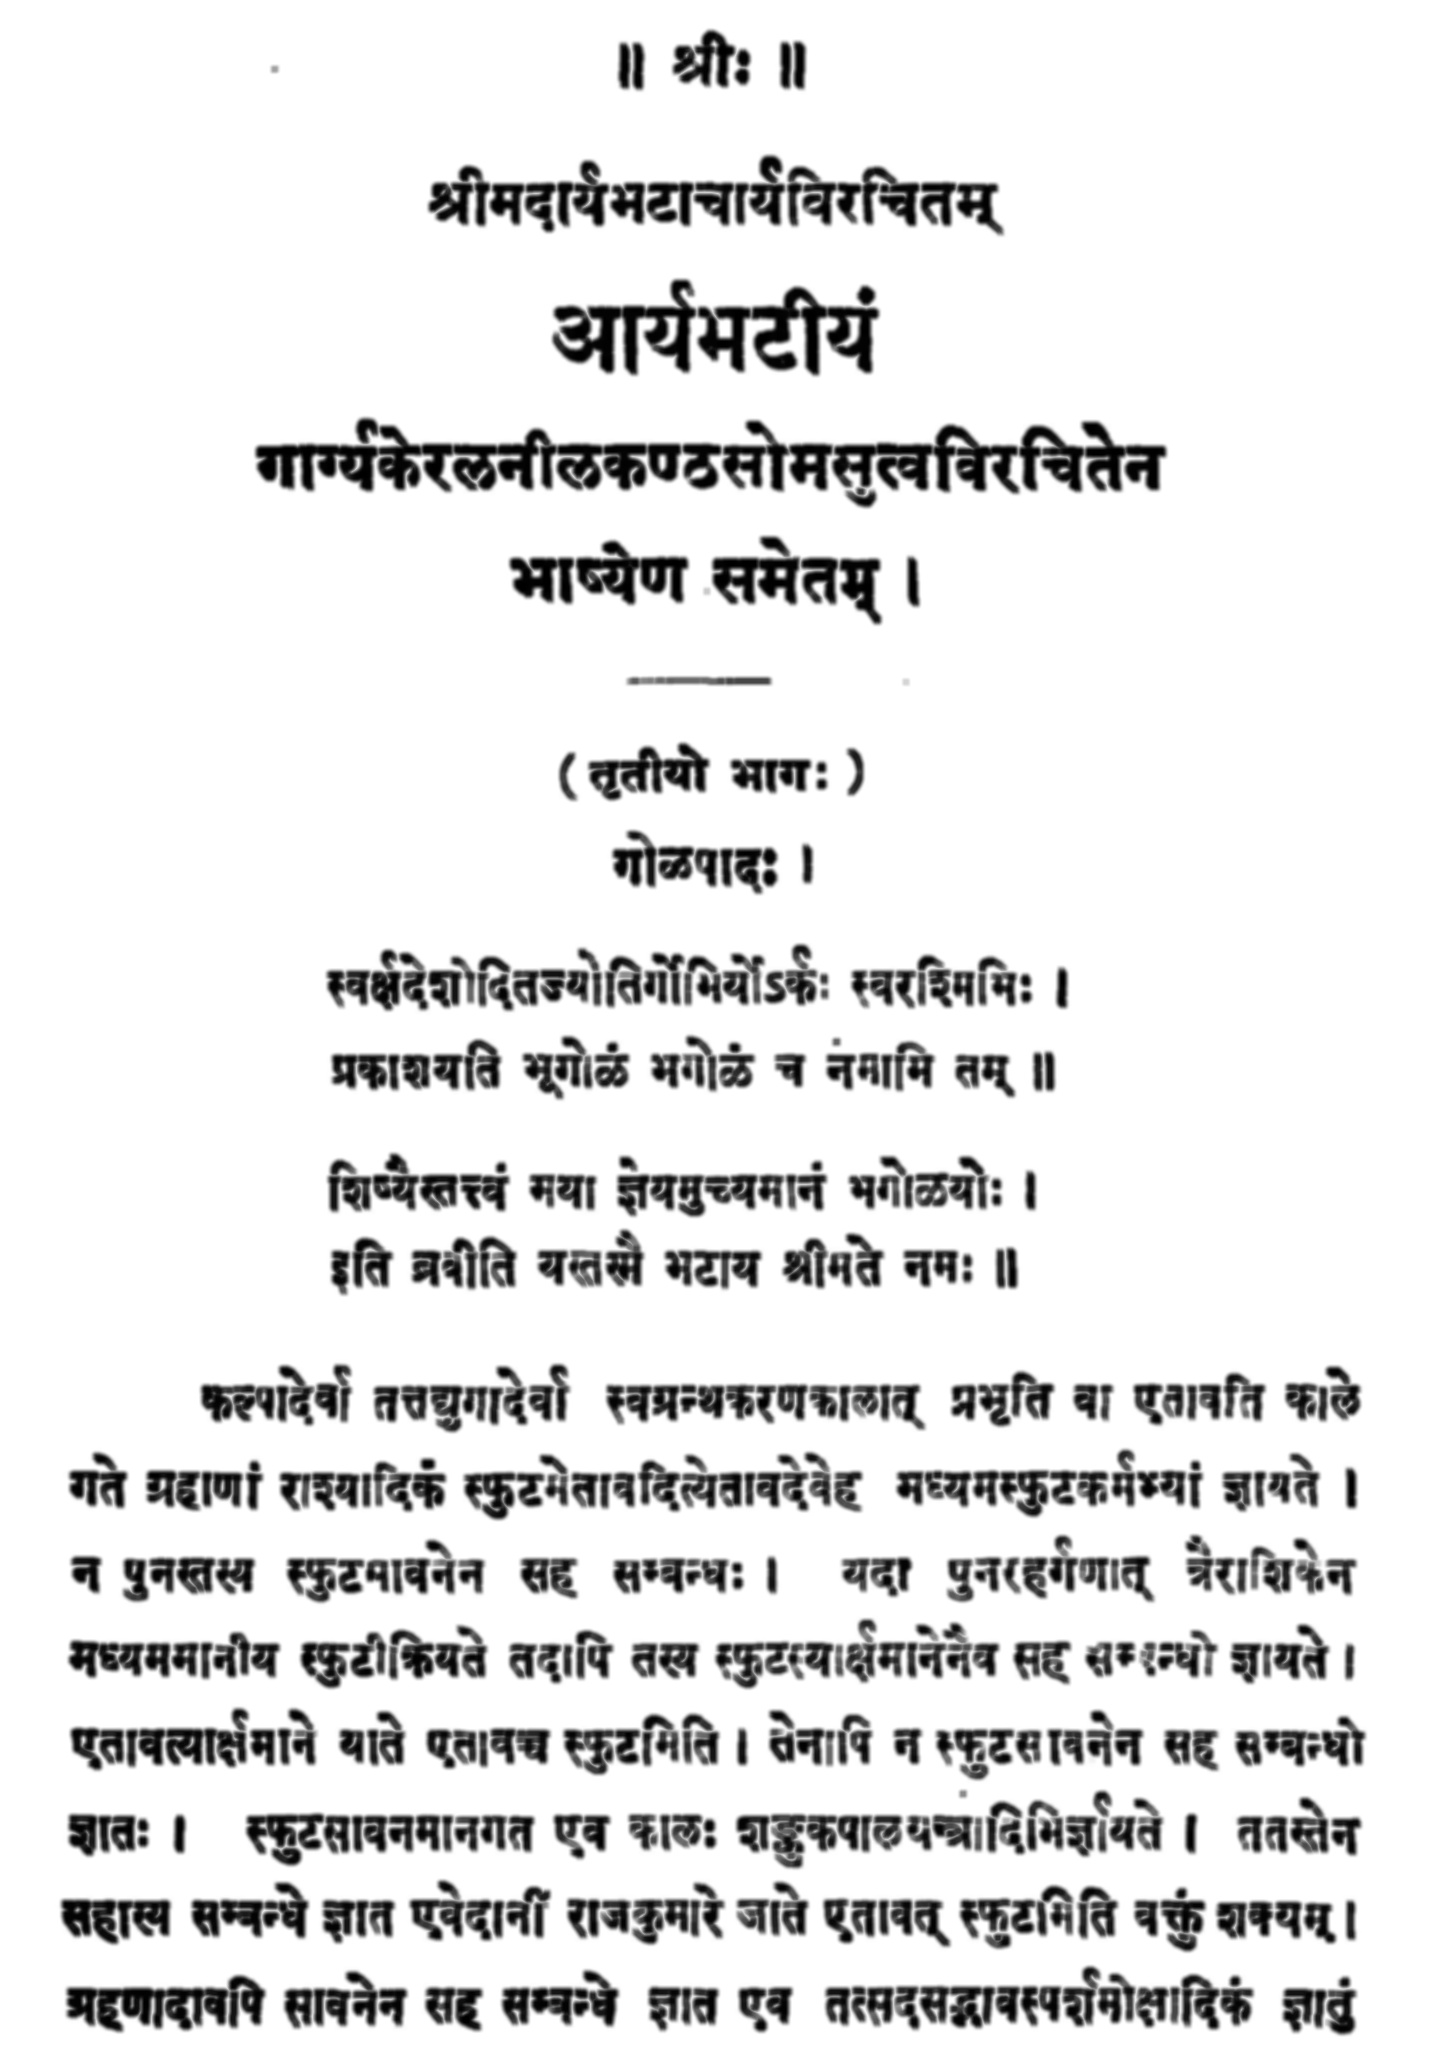 ॥ श्रीः ॥
श्रीमदार्यभटाचार्यविरचितम्
आर्यभटीयं
गार्ग्यकेरलनीलकण्ठसोमसुत्वविरचितेन
भाष्येण समेतम् ।
( तृतीयो भागः )
गोळपादः ।
स्वर्क्षदेशोदितज्योतिर्गोभिर्योऽर्कः स्वरश्मिभिः ।
प्रकाशयति भूगोळं भगोळं च नमामि तम् ॥
शिष्यैस्तत्त्वं मया ज्ञेयमुच्यमानं भगोळयोः ।
इति ब्रवीति यस्तस्मै भटाय श्रीमते नमः ॥
कल्पादेर्वा तत्तद्युगादेर्वा स्वग्रन्थकरणकालात् प्रभृति वा एतावति काले
गते ग्रहाणां राश्यादिकं स्फुटमेतावदित्येतावदेवेह मध्यमस्फुटकर्मभ्यां ज्ञायते ।
न पुनस्तस्य स्फुटमावनेन सह सम्बन्धः । यदा पुनरहर्गणात् त्रैराशिकेन
मध्यममानीय स्फुटीक्रियते तदापि तस्य स्फुटस्यार्क्षमानेनैव सह सम्बन्धो ज्ञायते ।
एतावत्यार्क्षमाने याते एतावच्च स्फुटमिति । तेनापि न स्फुटसावनेन सह सम्बन्धो
ज्ञातः । स्फुटसावनमानगत एव कालः शङ्कुकपालयन्त्रादिभिर्ज्ञायते । ततस्तेन
सहास्य सम्बन्धे ज्ञात एवेदानीं राजकुमारे जाते एतावत् स्फुटमिति वक्तुं शक्यम् ।
ग्रहणादावपि सावनेन सह सम्बन्धे ज्ञात एव तत्सदसद्भावस्पर्शमोक्षादिकं ज्ञातुं